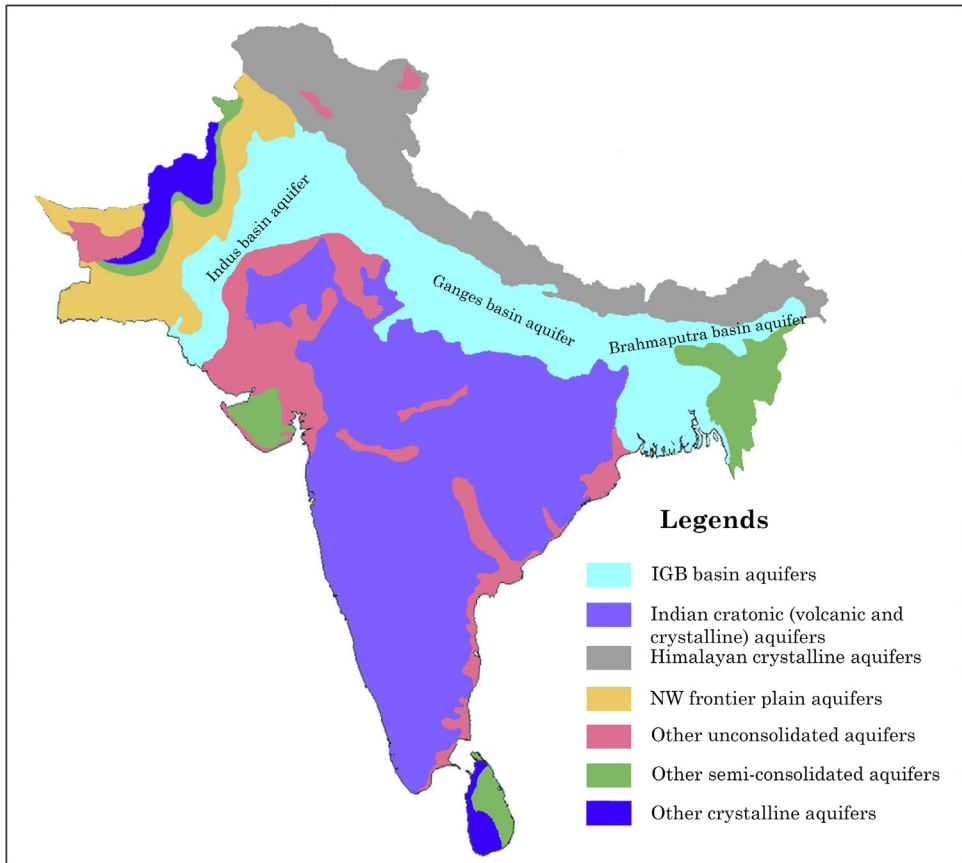 Indus basin aquifer
Ganges basin aquifer
Brahmaputra basin aquifer
Legends
IGB basin aquifers
Indian cratonic (volcanic and
crystalline) aquifers
Himalayan crystalline aquifers
NW frontier plain aquifers
Other unconsolidated aquifers
Other semi-consolidated aquifers
Other crystalline aquifers